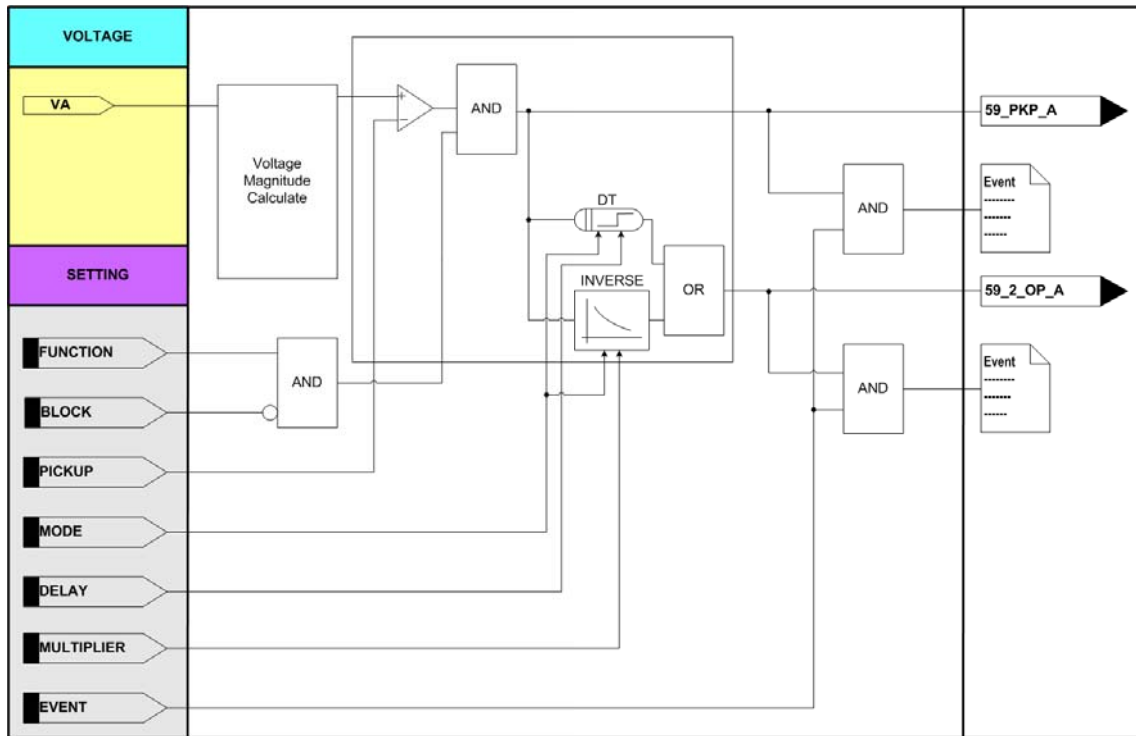 VOLTAGE
VA
Voltage
Magnitude
Calculate
AND
59_PKP_A
Event
DT
AND
SETTING
INVERSE
OR
59_2_OP_A
FUNCTION
AND
BLOCK
AND
Event
PICKUP
MODE
DELAY
MULTIPLIER
EVENT